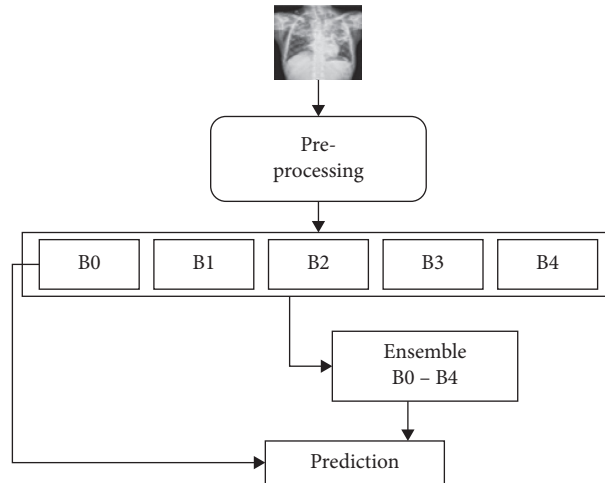 Pre-
processing
B0 B1 B2 B3 B4
Ensemble
B0 – B4
Prediction